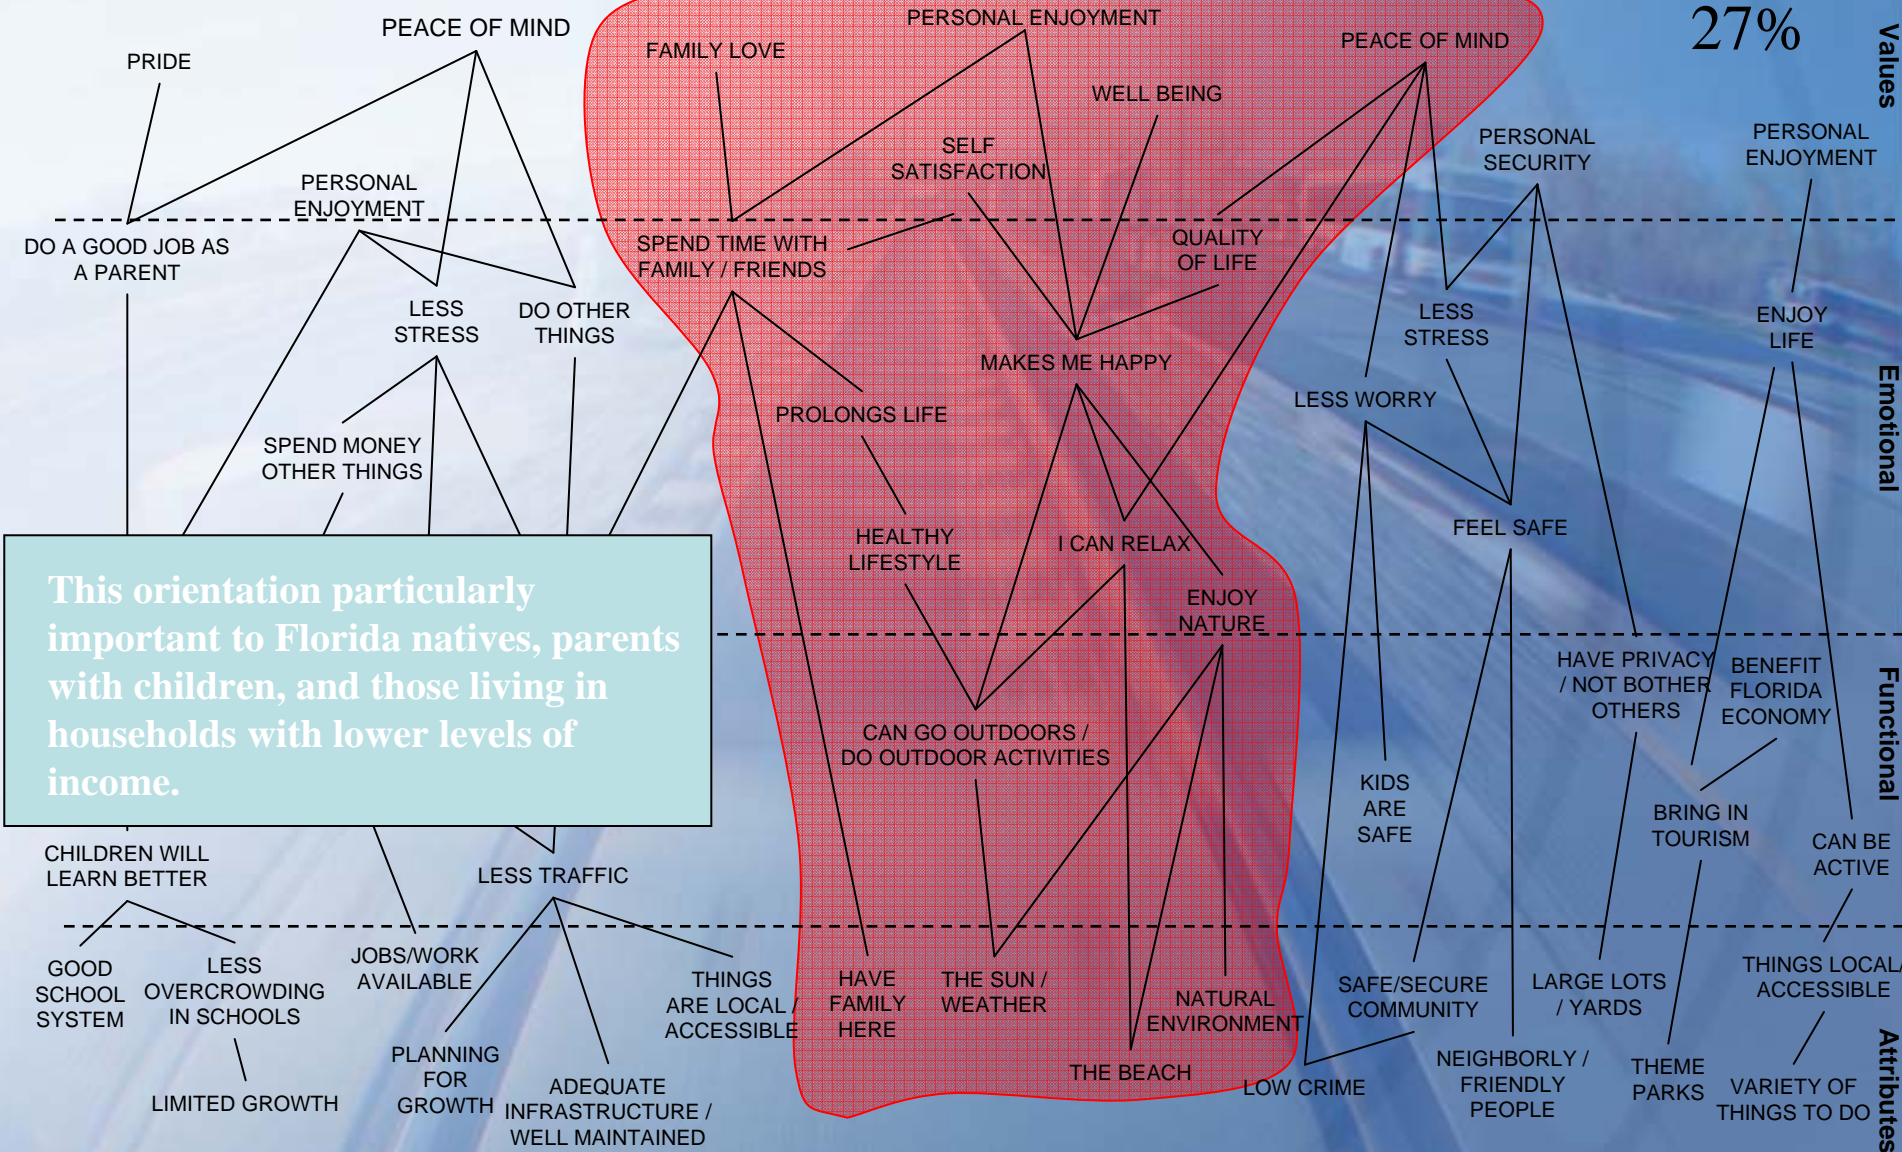 27%
Values
PRIDE
PEACE OF MIND
FAMILY LOVE
PERSONAL ENJOYMENT
PEACE OF MIND
WELL BEING
SELF
SATISFACTION
PERSONAL
SECURITY
PERSONAL
ENJOYMENT
PERSONAL
ENJOYMENT
DO A GOOD JOB AS
A PARENT
SPEND TIME WITH
FAMILY / FRIENDS
QUALITY
OF LIFE
LESS
STRESS
DO OTHER
THINGS
LESS
STRESS
ENJOY
LIFE
MAKES ME HAPPY
Emotional
SPEND MONEY
OTHER THINGS
PROLONGS LIFE
LESS WORRY
HEALTHY
LIFESTYLE
I CAN RELAX
FEEL SAFE
ENJOY
NATURE
This orientation particularly
important to Florida natives, parents
with children, and those living in
households with lower levels of
income.
HAVE PRIVACY
/ NOT BOTHER
OTHERS
BENEFIT
FLORIDA
ECONOMY
Functional
CAN GO OUTDOORS /
DO OUTDOOR ACTIVITIES
KIDS
ARE
SAFE
BRING IN
TOURISM
CAN BE
ACTIVE
CHILDREN WILL
LEARN BETTER
LESS TRAFFIC
GOOD
SCHOOL
SYSTEM
LESS
OVERCROWDING
IN SCHOOLS
JOBS/WORK
AVAILABLE
THINGS
ARE LOCAL /
ACCESSIBLE
HAVE
FAMILY
HERE
THE SUN /
WEATHER
NATURAL
ENVIRONMENT
SAFE/SECURE
COMMUNITY
LARGE LOTS
/ YARDS
THINGS LOCAL/
ACCESSIBLE
LIMITED GROWTH
PLANNING
FOR
GROWTH
ADEQUATE
INFRASTRUCTURE /
WELL MAINTAINED
THE BEACH
LOW CRIME
NEIGHBORLY /
FRIENDLY
PEOPLE
THEME
PARKS
VARIETY OF
THINGS TO DO
Attributes